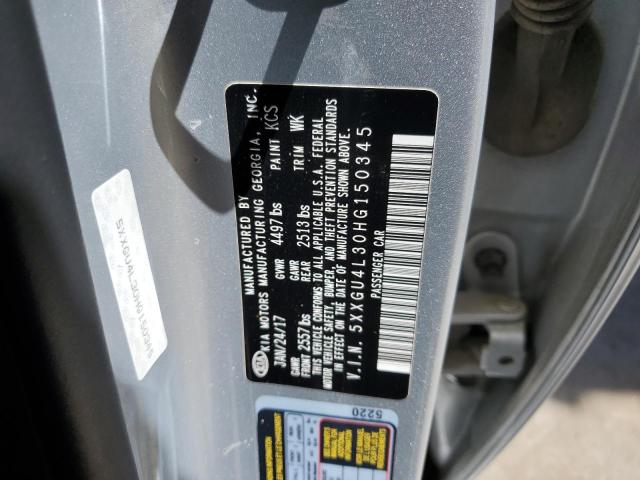 MANUFACTURED BY
KIA MOTORS MANUFACTURING GEORGIA, INC.
JAN/24/17 GVWR 4497 lbs PAINT KCS
GAWR FRONT 2557 lbs GAWR REAR 2513 lbs TRIM WK
THIS VEHICLE CONFORMS TO ALL APPLICABLE U.S.A. FEDERAL
MOTOR VEHICLE SAFETY, BUMPER, AND THEFT PREVENTION STANDARDS
IN EFFECT ON THE DATE OF MANUFACTURE SHOWN ABOVE.
V.I.N. 5XXGU4L30HG150345
PASSENGER CAR
5220
5XXGU4L30HG150345